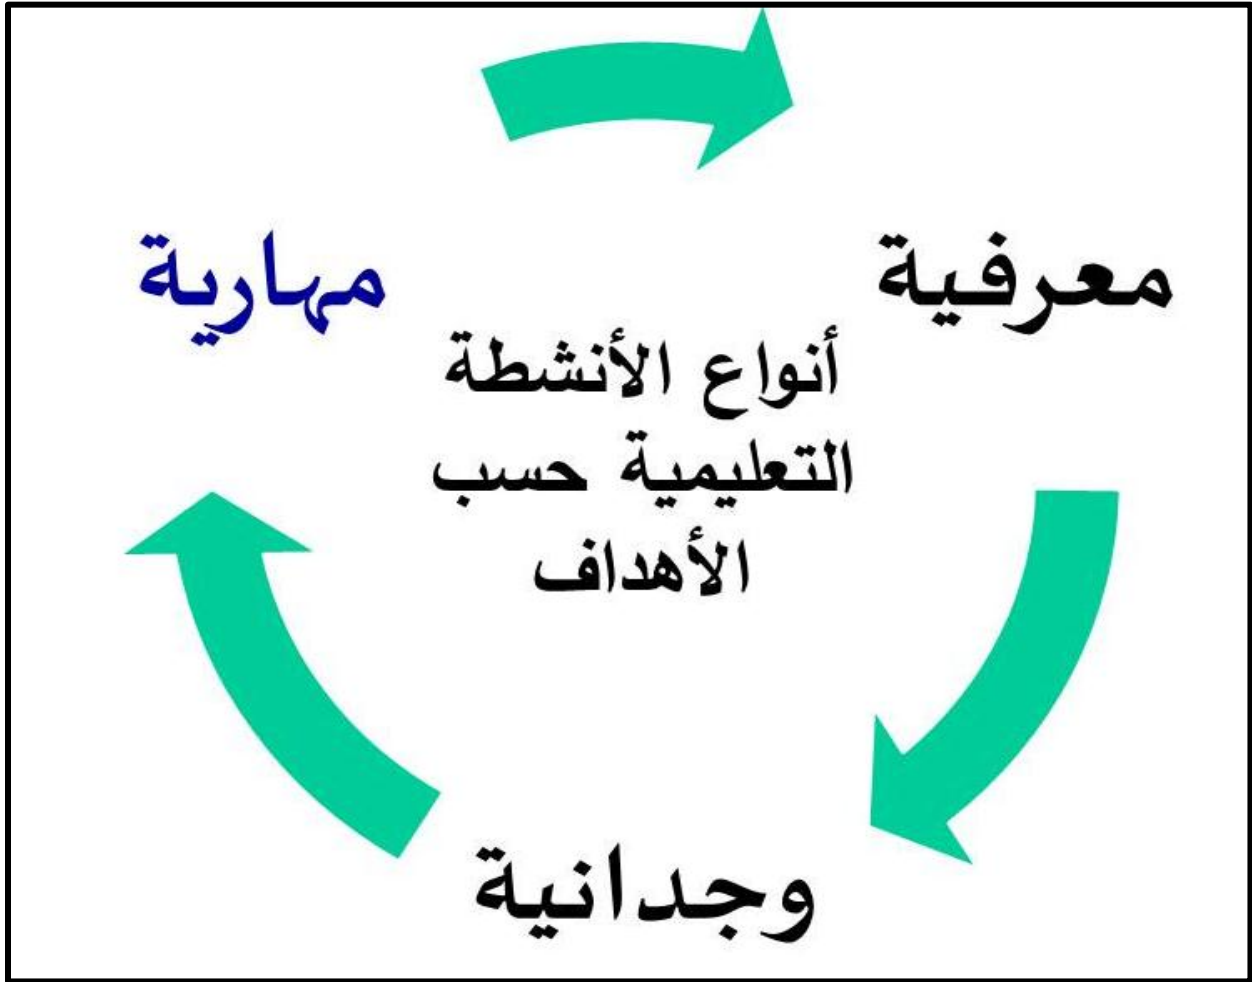 معرفية
مهارية
أنواع الأنشطة
التعليمية حسب
الأهداف
وجدانية